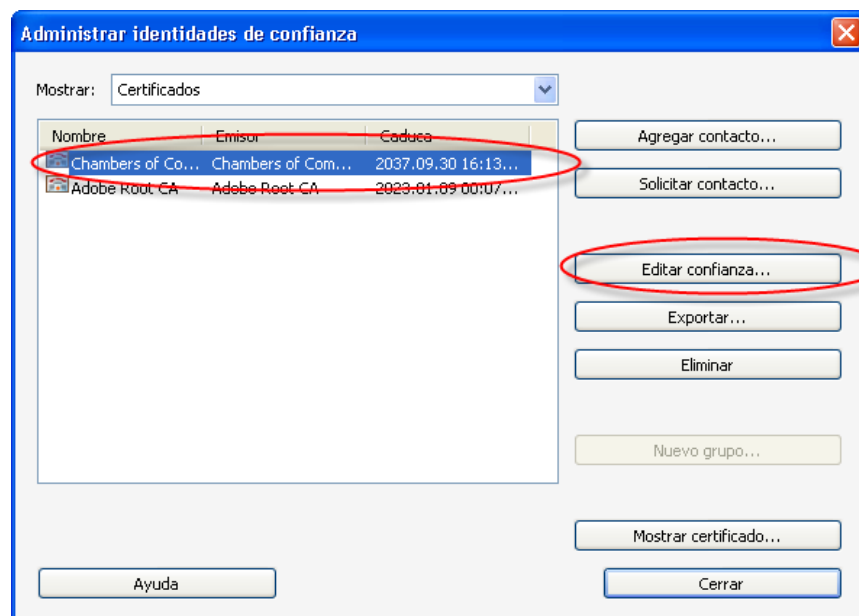 Administrar identidades de confianza
Mostrar: Certificados
Nombre Emisor Caduca
Chambers of Co... Chambers of Com... 2037.09.30 16:13...
Adobe Root CA Adobe Root CA 2023.01.09 00:07...
Agregar contacto...
Solicitar contacto...
Editar confianza...
Exportar...
Eliminar
Nuevo grupo...
Mostrar certificado...
Ayuda Cerrar